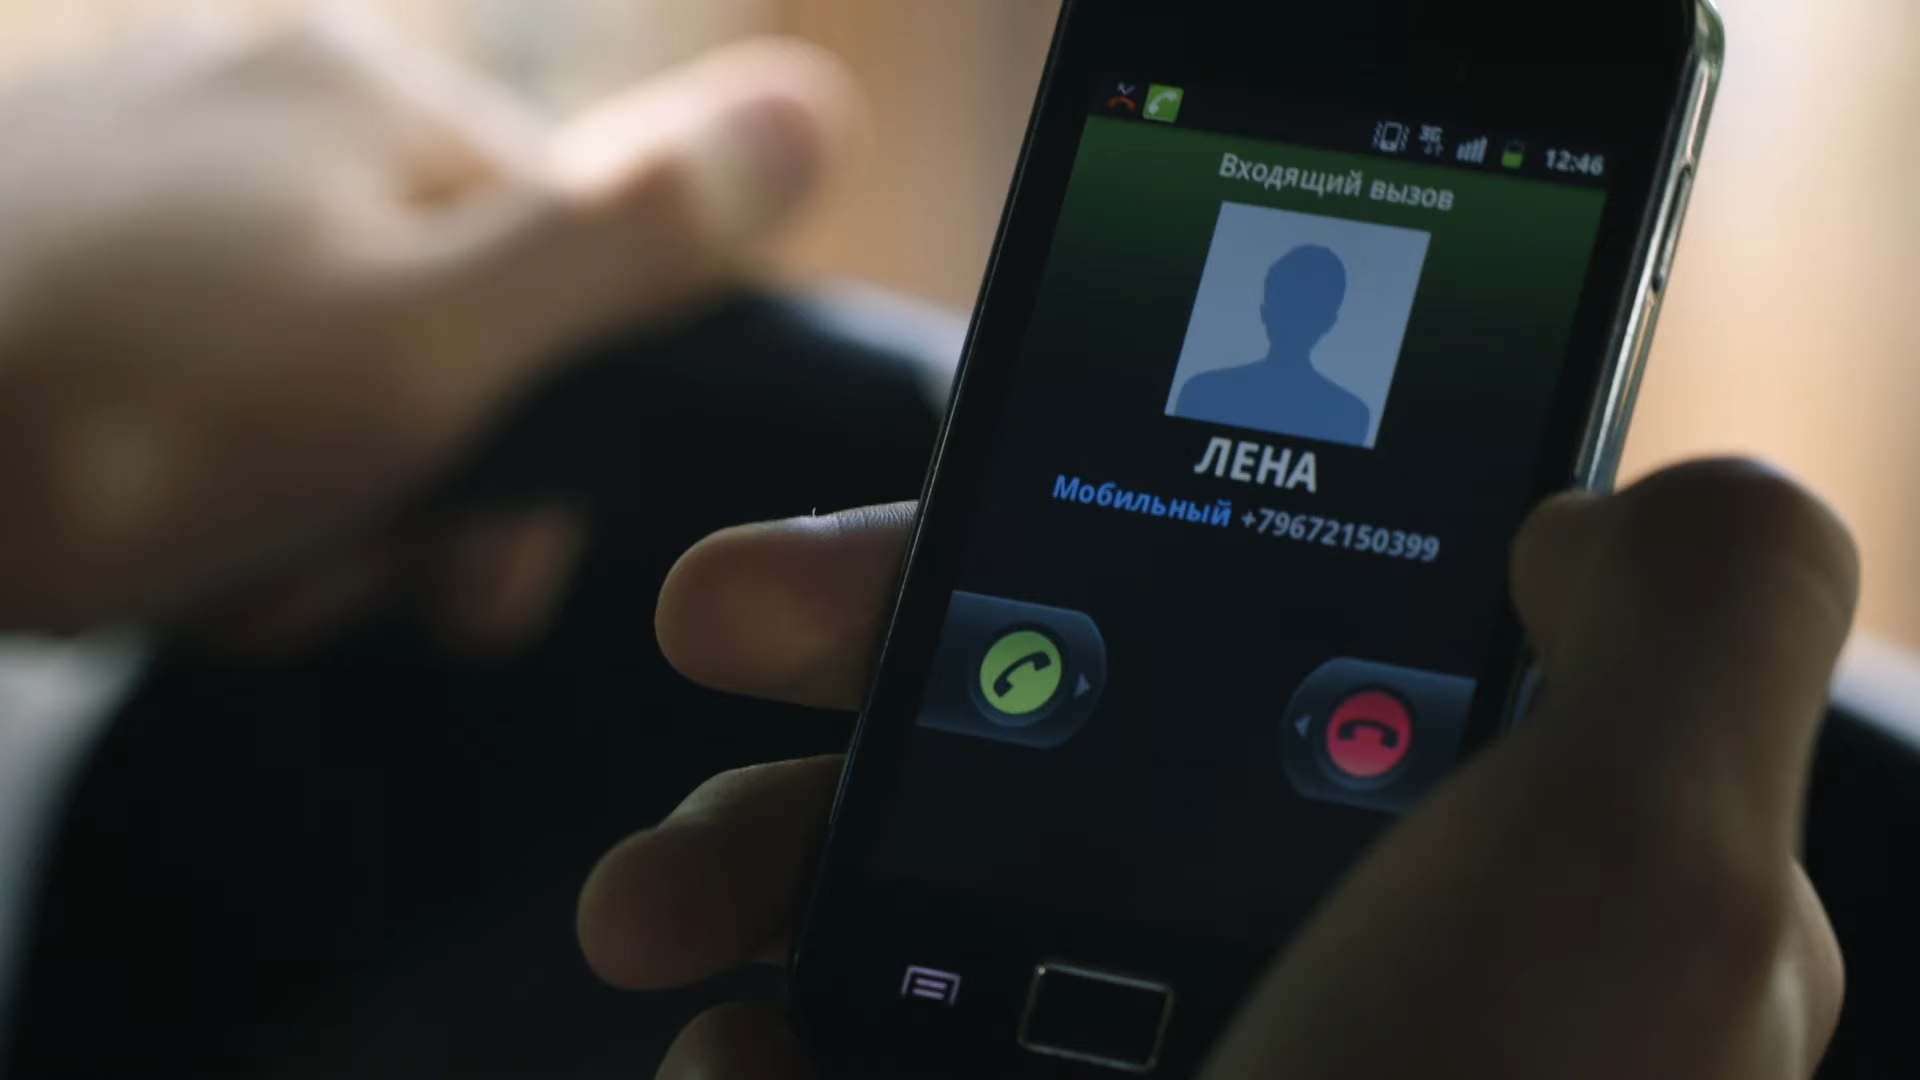 3G
12:46
Входящий вызов
ЛЕНА
Мобильный +79672150399